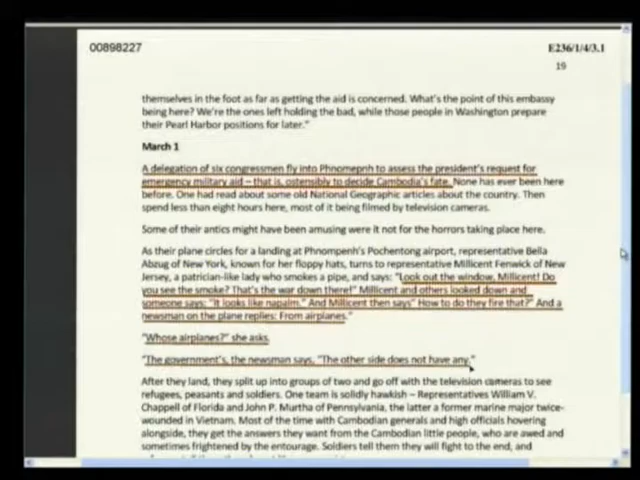 00898227
E236/1/4/3.1
19
themselves in the foot as far as getting the aid is concerned. What's the point of this embassy
being here? We're the ones left holding the bad, while those people in Washington prepare
their Pearl Harbor positions for later."
March 1
A delegation of six congressmen fly into Phnomepnh to assess the president's request for
emergency military aid – that is, ostensibly to decide Cambodia's fate. None has ever been here
before. One had read about some old National Geographic articles about the country. Then
spend less than eight hours here, most of it being filmed by television cameras.
Some of their antics might have been amusing were it not for the horrors taking place here.
As their plane circles for a landing at Phnompenh's Pochentong airport, representative Bella
Abzug of New York, known for her floppy hats, turns to representative Millicent Fenwick of New
Jersey, a patrician-like lady who smokes a pipe, and says: "Look out the window, Millicent! Do
you see the smoke? That's the war down there!" Millicent and others looked down and
someone says: "It looks like napalm." And Millicent then says" How to do they fire that?" And a
newsman on the plane replies: From airplanes."
"Whose airplanes?" she asks.
"The government's, the newsman says, "The other side does not have any."
After they land, they split up into groups of two and go off with the television cameras to see
refugees, peasants and soldiers. One team is solidly hawkish – Representatives William V.
Chappell of Florida and John P. Murtha of Pennsylvania, the latter a former marine major twice-
wounded in Vietnam. Most of the time with Cambodian generals and high officials hovering
alongside, they get the answers they want from the Cambodian little people, who are awed and
sometimes frightened by the entourage. Soldiers tell them they will fight to the end, and